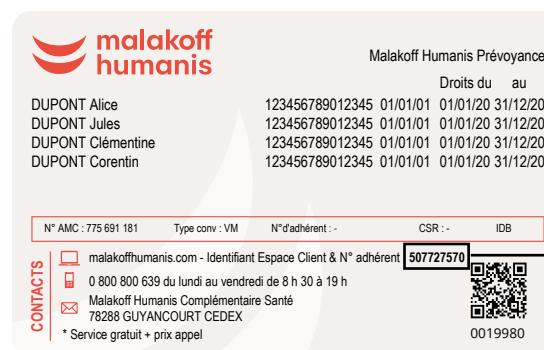 malakoff
humanis
Malakoff Humanis Prévoyance
Droits du au
DUPONT Alice 123456789012345 01/01/01 01/01/20 31/12/20
DUPONT Jules 123456789012345 01/01/01 01/01/20 31/12/20
DUPONT Clémentine 123456789012345 01/01/01 01/01/20 31/12/20
DUPONT Corentin 123456789012345 01/01/01 01/01/20 31/12/20
N° AMC : 775 691 181 Type conv : VM N°d'adhérent : - CSR : - IDB
CONTACTS
malakoffhumanis.com - Identifiant Espace Client & N° adhérent 507727570
0 800 800 639 du lundi au vendredi de 8 h 30 à 19 h
Malakoff Humanis Complémentaire Santé
78288 GUYANCOURT CEDEX
* Service gratuit + prix appel
0019980